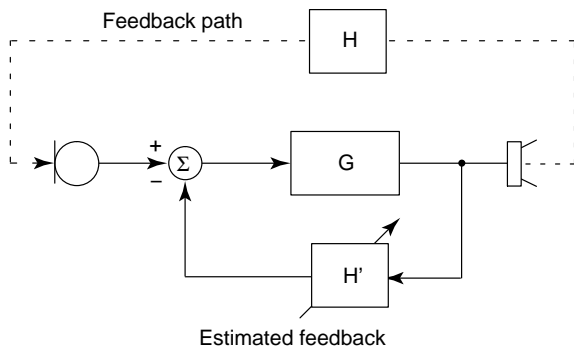 Feedback path
H
+
Σ
−
G
H'
Estimated feedback